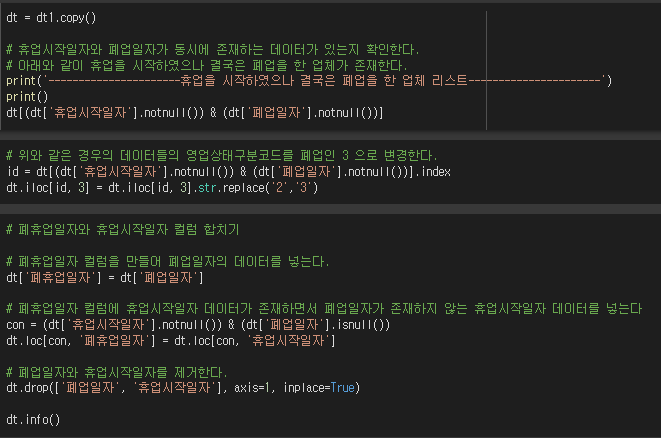 dt = dt1.copy()
# 휴업시작일자와 폐업일자가 동시에 존재하는 데이터가 있는지 확인한다.
# 아래와 같이 휴업을 시작하였으나 결국은 폐업을 한 업체가 존재한다.
print('----------------------휴업을 시작하였으나 결국은 폐업을 한 업체 리스트----------------------')
print()
dt[(dt['휴업시작일자'].notnull()) & (dt['폐업일자'].notnull())]
# 위와 같은 경우의 데이터들의 영업상태구분코드를 폐업인 3 으로 변경한다.
id = dt[(dt['휴업시작일자'].notnull()) & (dt['폐업일자'].notnull())].index
dt.iloc[id, 3] = dt.iloc[id, 3].str.replace('2','3')
# 폐휴업일자와 휴업시작일자 컬럼 합치기
# 폐휴업일자 컬럼을 만들어 폐업일자의 데이터를 넣는다.
dt['폐휴업일자'] = dt['폐업일자']
# 폐휴업일자 컬럼에 휴업시작일자 데이터가 존재하면서 폐업일자가 존재하지 않는 휴업시작일자 데이터를 넣는다
con = (dt['휴업시작일자'].notnull()) & (dt['폐업일자'].isnull())
dt.loc[con, '폐휴업일자'] = dt.loc[con, '휴업시작일자']
# 폐업일자와 휴업시작일자를 제거한다.
dt.drop(['폐업일자', '휴업시작일자'], axis=1, inplace=True)
dt.info()